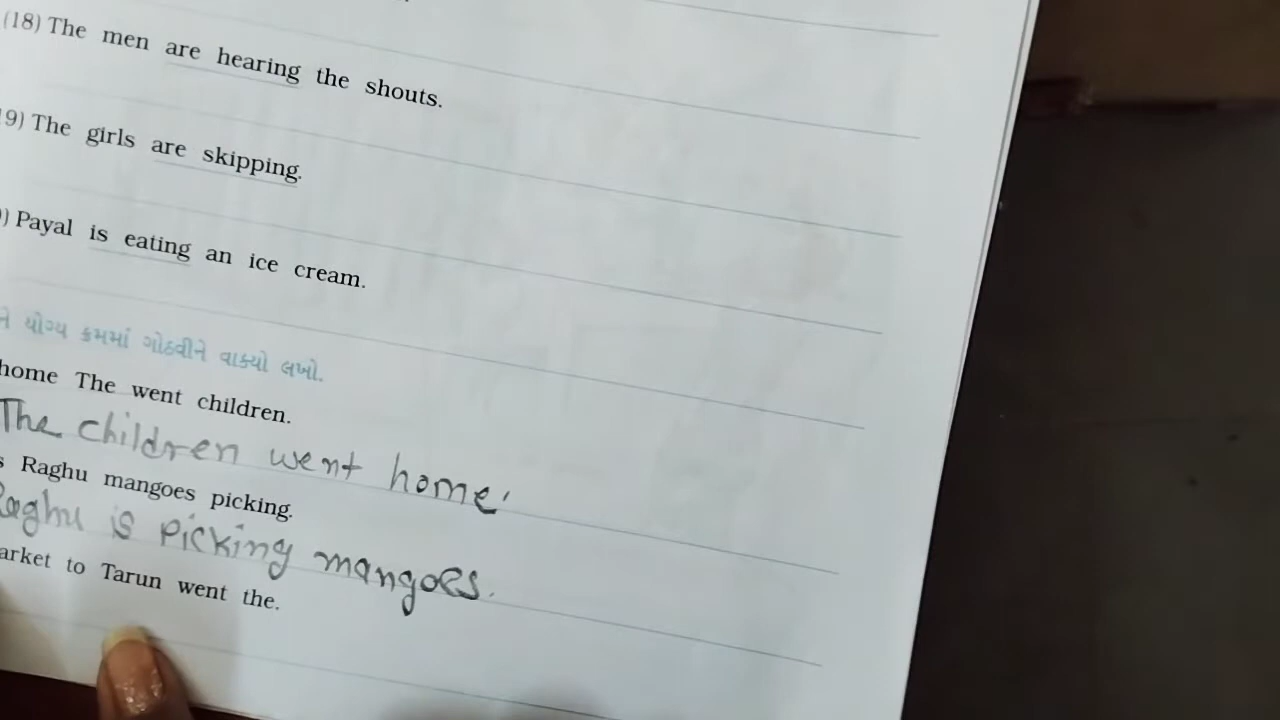 (18) The men are hearing the shouts.
9) The girls are skipping.
) Payal is eating an ice cream.
ને યોગ્ય ક્રમમાં ગોઠવીને વાક્યો લખો.
home The went children.
The children went home.
s Raghu mangoes picking.
Raghu is picking mangoes.
arket to Tarun went the.